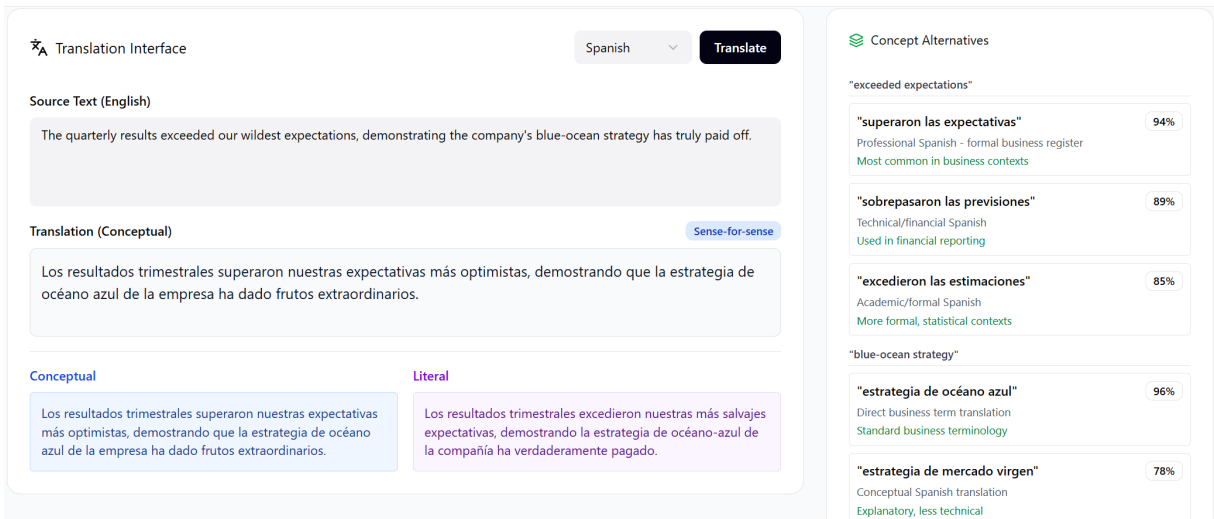 Translation Interface
Spanish
Translate
Source Text (English)
The quarterly results exceeded our wildest expectations, demonstrating the company's blue-ocean strategy has truly paid off.
Translation (Conceptual)
Sense-for-sense
Los resultados trimestrales superaron nuestras expectativas más optimistas, demostrando que la estrategia de
océano azul de la empresa ha dado frutos extraordinarios.
Conceptual
Los resultados trimestrales superaron nuestras expectativas
más optimistas, demostrando que la estrategia de océano
azul de la empresa ha dado frutos extraordinarios.
Literal
Los resultados trimestrales excedieron nuestras más salvajes
expectativas, demostrando la estrategia de océano-azul de
la compañía ha verdaderamente pagado.
Concept Alternatives
"exceeded expectations"
"superaron las expectativas"
94%
Professional Spanish - formal business register
Most common in business contexts
"sobrepasaron las previsiones"
89%
Technical/financial Spanish
Used in financial reporting
"excedieron las estimaciones"
85%
Academic/formal Spanish
More formal, statistical contexts
"blue-ocean strategy"
"estrategia de océano azul"
96%
Direct business term translation
Standard business terminology
"estrategia de mercado virgen"
78%
Conceptual Spanish translation
Explanatory, less technical